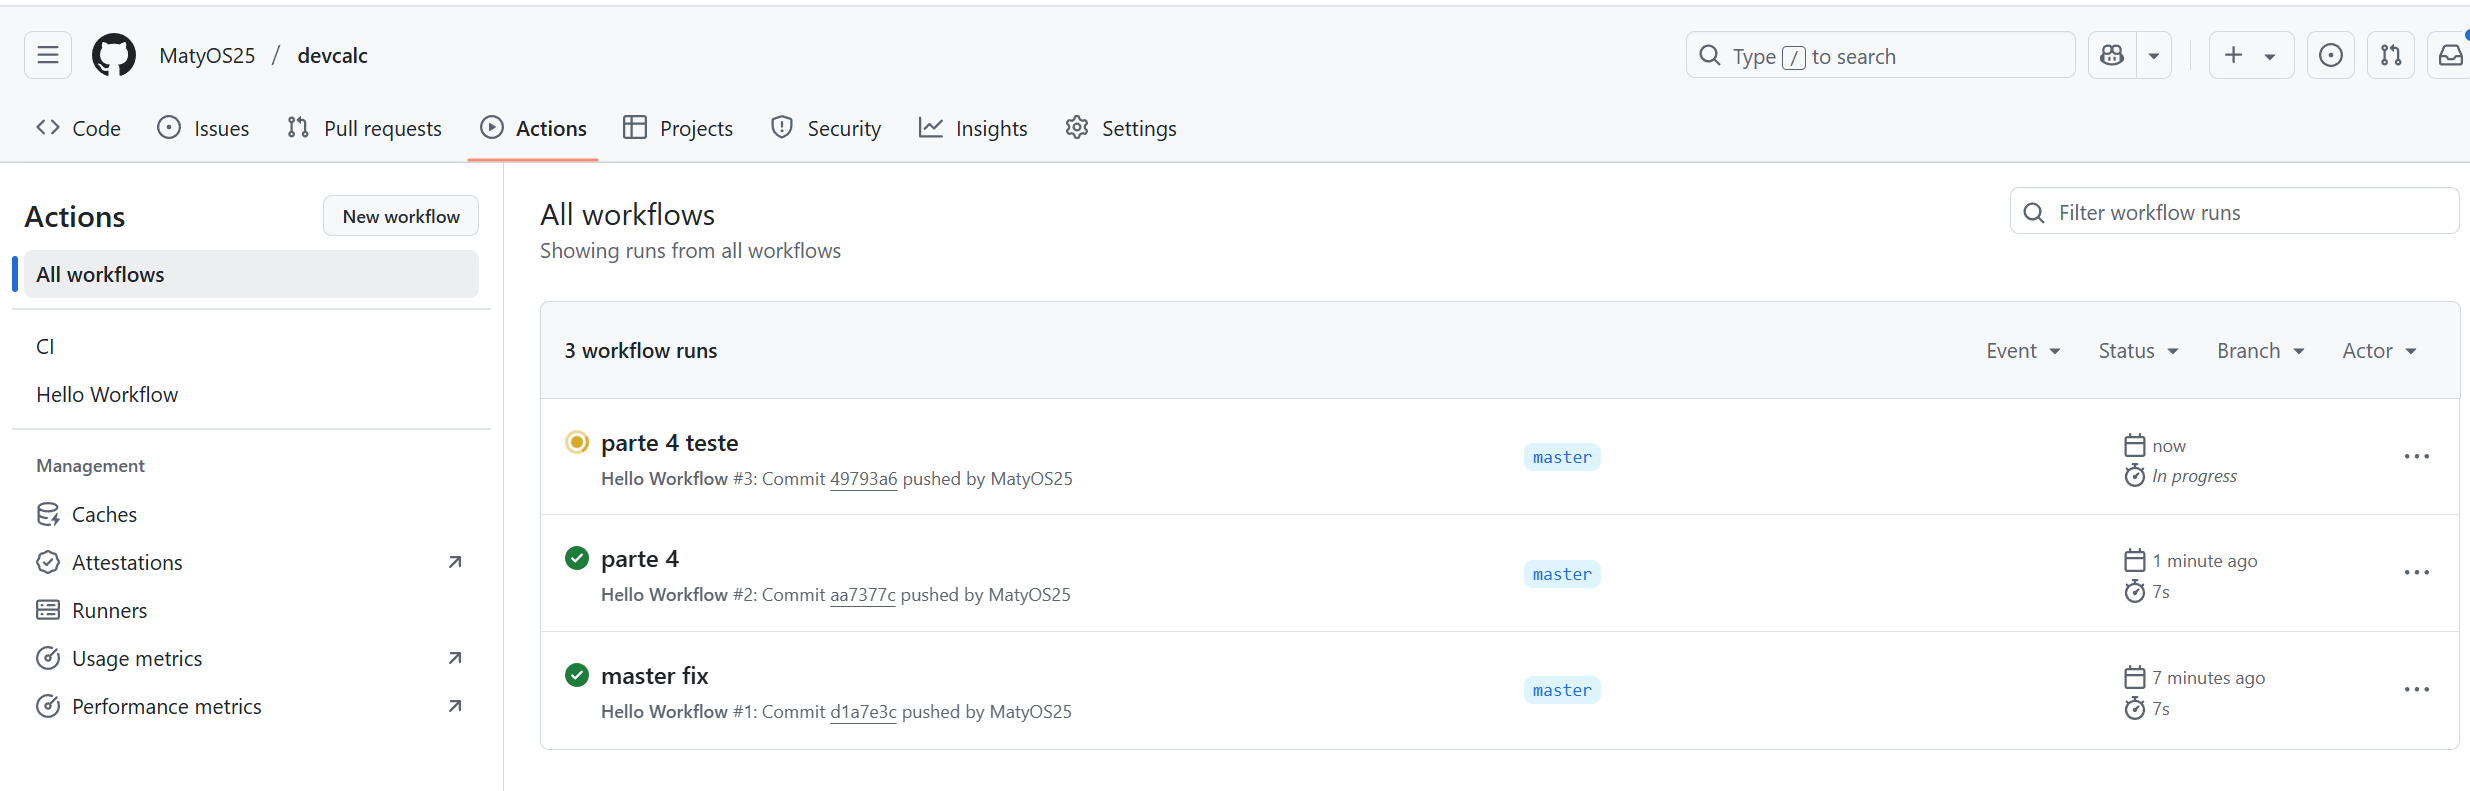 MatyOS25 / devcalc
Type / to search
Code
Issues
Pull requests
Actions
Projects
Security
Insights
Settings
Actions
New workflow
All workflows
CI
Hello Workflow
Management
Caches
Attestations
Runners
Usage metrics
Performance metrics
All workflows
Showing runs from all workflows
Filter workflow runs
3 workflow runs
Event
Status
Branch
Actor
parte 4 teste
Hello Workflow #3: Commit 49793a6 pushed by MatyOS25
master
now
In progress
parte 4
Hello Workflow #2: Commit aa7377c pushed by MatyOS25
master
1 minute ago
7s
master fix
Hello Workflow #1: Commit d1a7e3c pushed by MatyOS25
master
7 minutes ago
7s